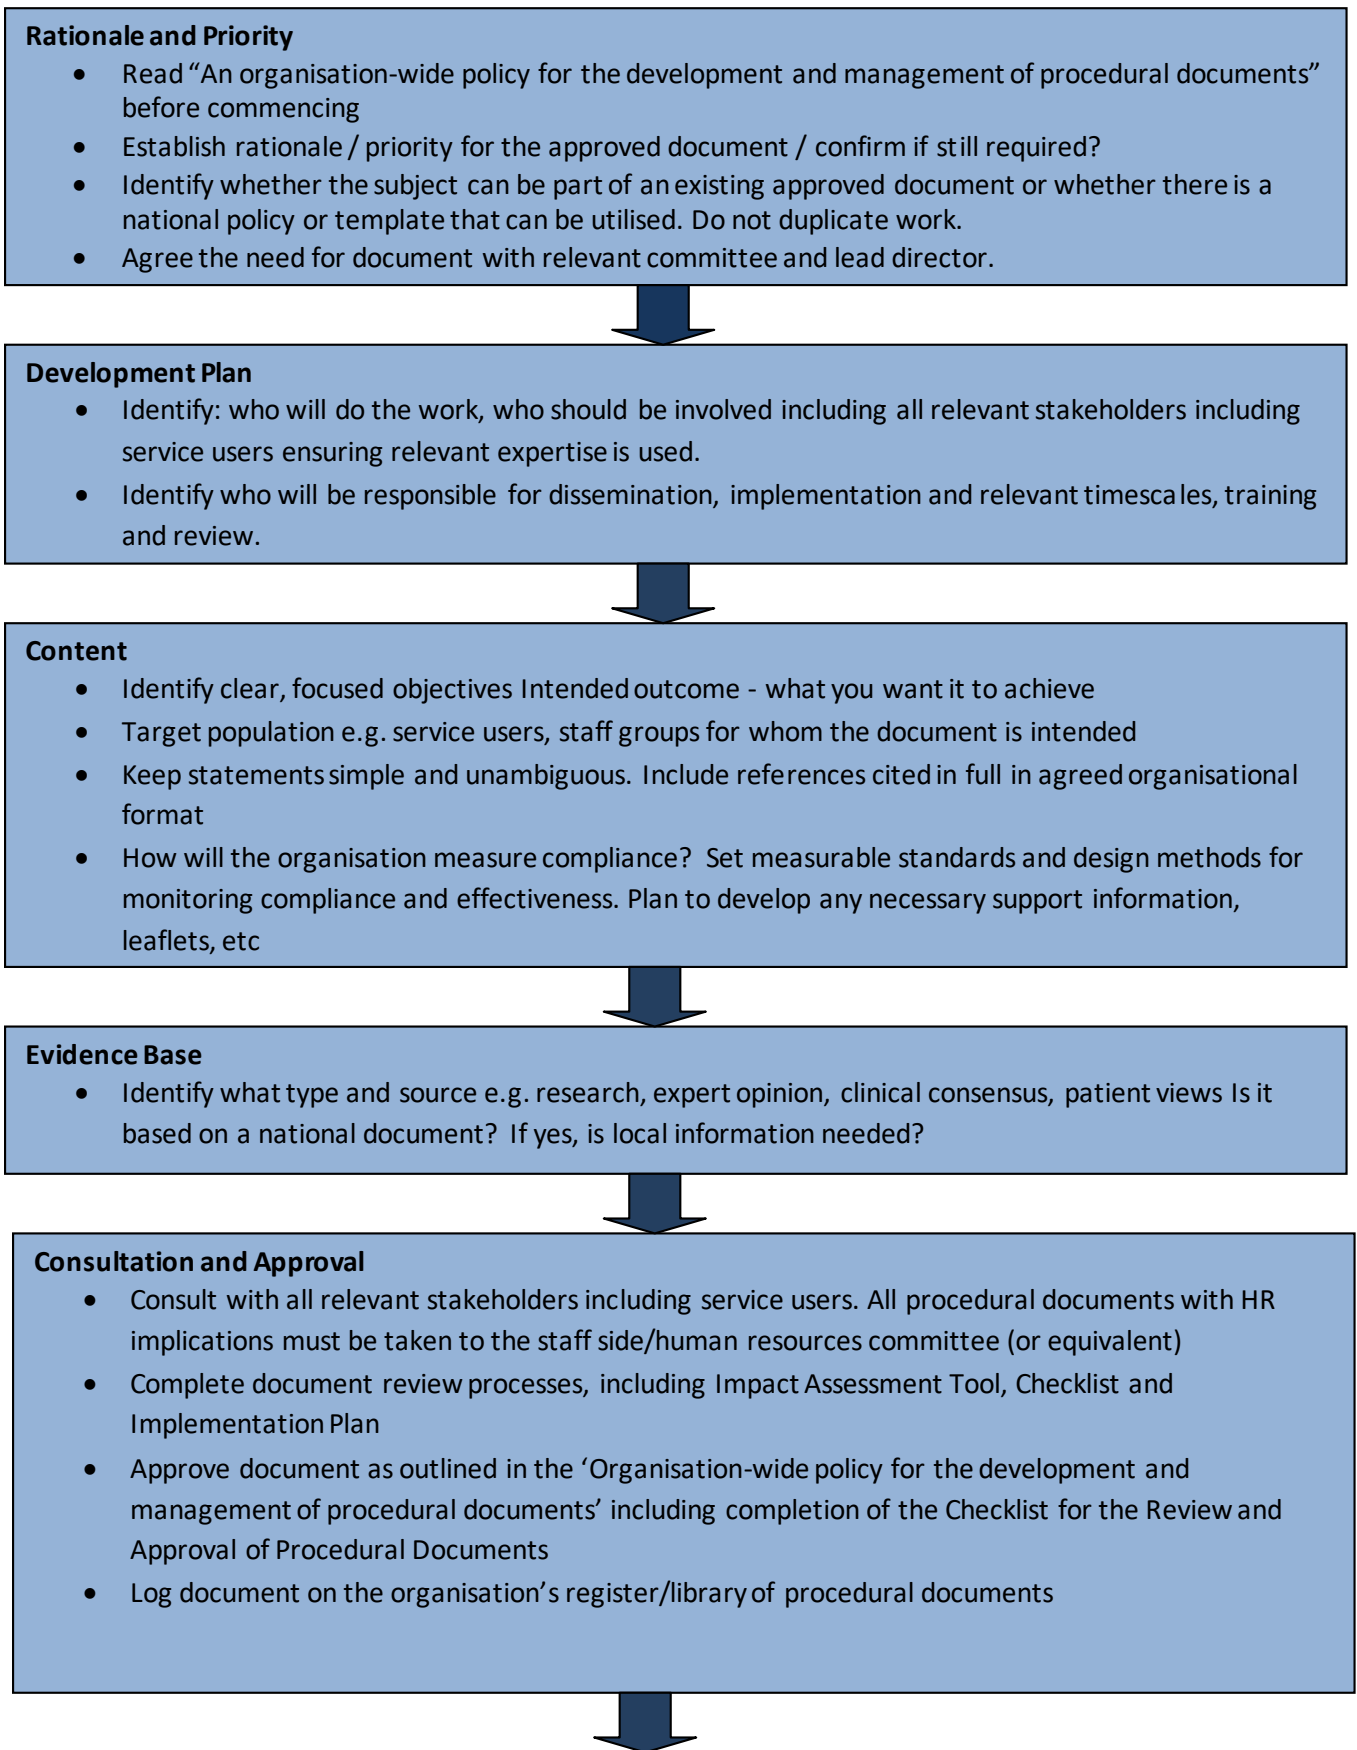 Rationale and Priority
• Read “An organisation-wide policy for the development and management of procedural documents”
before commencing
• Establish rationale / priority for the approved document / confirm if still required?
• Identify whether the subject can be part of an existing approved document or whether there is a
national policy or template that can be utilised. Do not duplicate work.
• Agree the need for document with relevant committee and lead director.
Development Plan
• Identify: who will do the work, who should be involved including all relevant stakeholders including
service users ensuring relevant expertise is used.
• Identify who will be responsible for dissemination, implementation and relevant timescales, training
and review.
Content
• Identify clear, focused objectives Intended outcome - what you want it to achieve
• Target population e.g. service users, staff groups for whom the document is intended
• Keep statements simple and unambiguous. Include references cited in full in agreed organisational
format
• How will the organisation measure compliance? Set measurable standards and design methods for
monitoring compliance and effectiveness. Plan to develop any necessary support information,
leaflets, etc
Evidence Base
• Identify what type and source e.g. research, expert opinion, clinical consensus, patient views Is it
based on a national document? If yes, is local information needed?
Consultation and Approval
• Consult with all relevant stakeholders including service users. All procedural documents with HR
implications must be taken to the staff side/human resources committee (or equivalent)
• Complete document review processes, including Impact Assessment Tool, Checklist and
Implementation Plan
• Approve document as outlined in the ‘Organisation-wide policy for the development and
management of procedural documents’ including completion of the Checklist for the Review and
Approval of Procedural Documents
• Log document on the organisation’s register/library of procedural documents